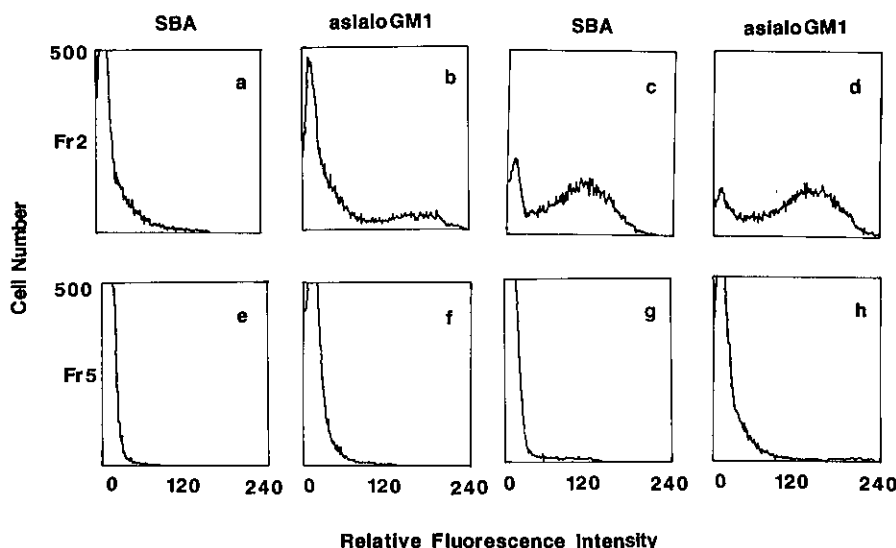 SBA asialoGM1 SBA asialoGM1
500
a b c d
Fr2
Cell Number
500
e f g h
Fr5
0 120 240 0 120 240 0 120 240 0 120 240
Relative Fluorescence Intensity